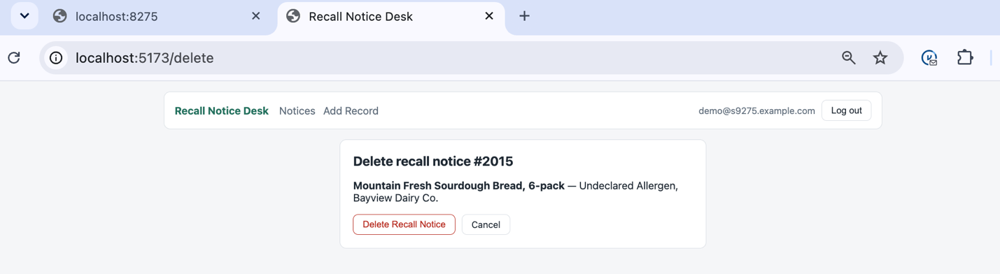 localhost:8275
Recall Notice Desk
localhost:5173/delete
Recall Notice Desk Notices Add Record demo@s9275.example.com Log out
Delete recall notice #2015
Mountain Fresh Sourdough Bread, 6-pack — Undeclared Allergen,
Bayview Dairy Co.
Delete Recall Notice Cancel